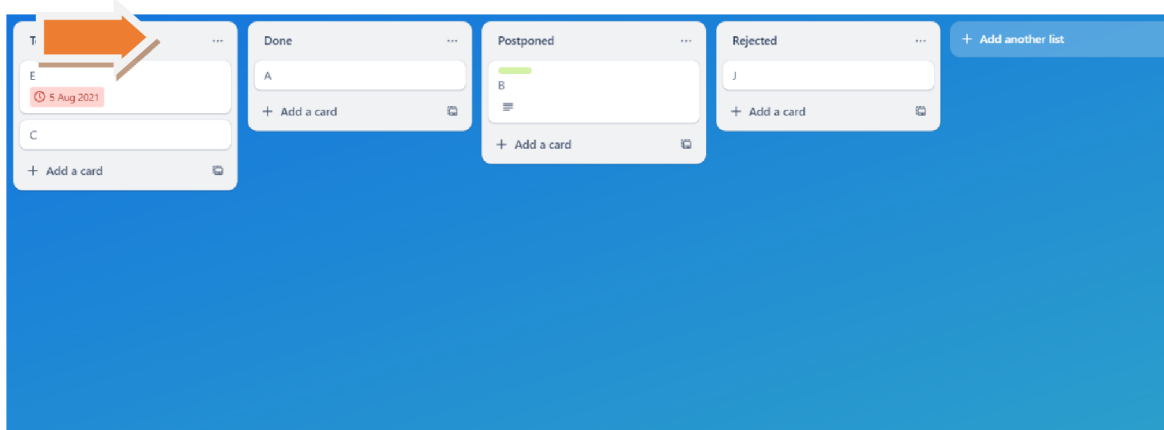 Done
Postponed
Rejected
+ Add another list
E
5 Aug 2021
C
+ Add a card
A
+ Add a card
B
+ Add a card
J
+ Add a card